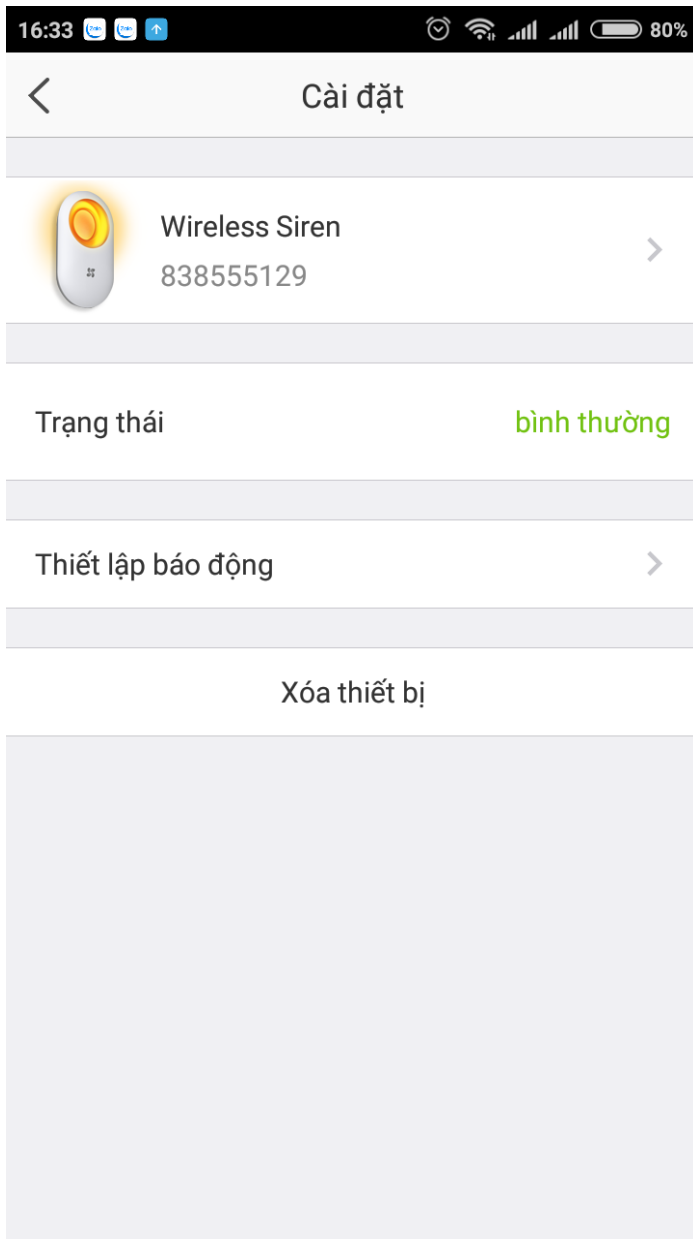 16:33
80%
Cài đặt
Wireless Siren
838555129
Trạng thái
bình thường
Thiết lập báo động
Xóa thiết bị